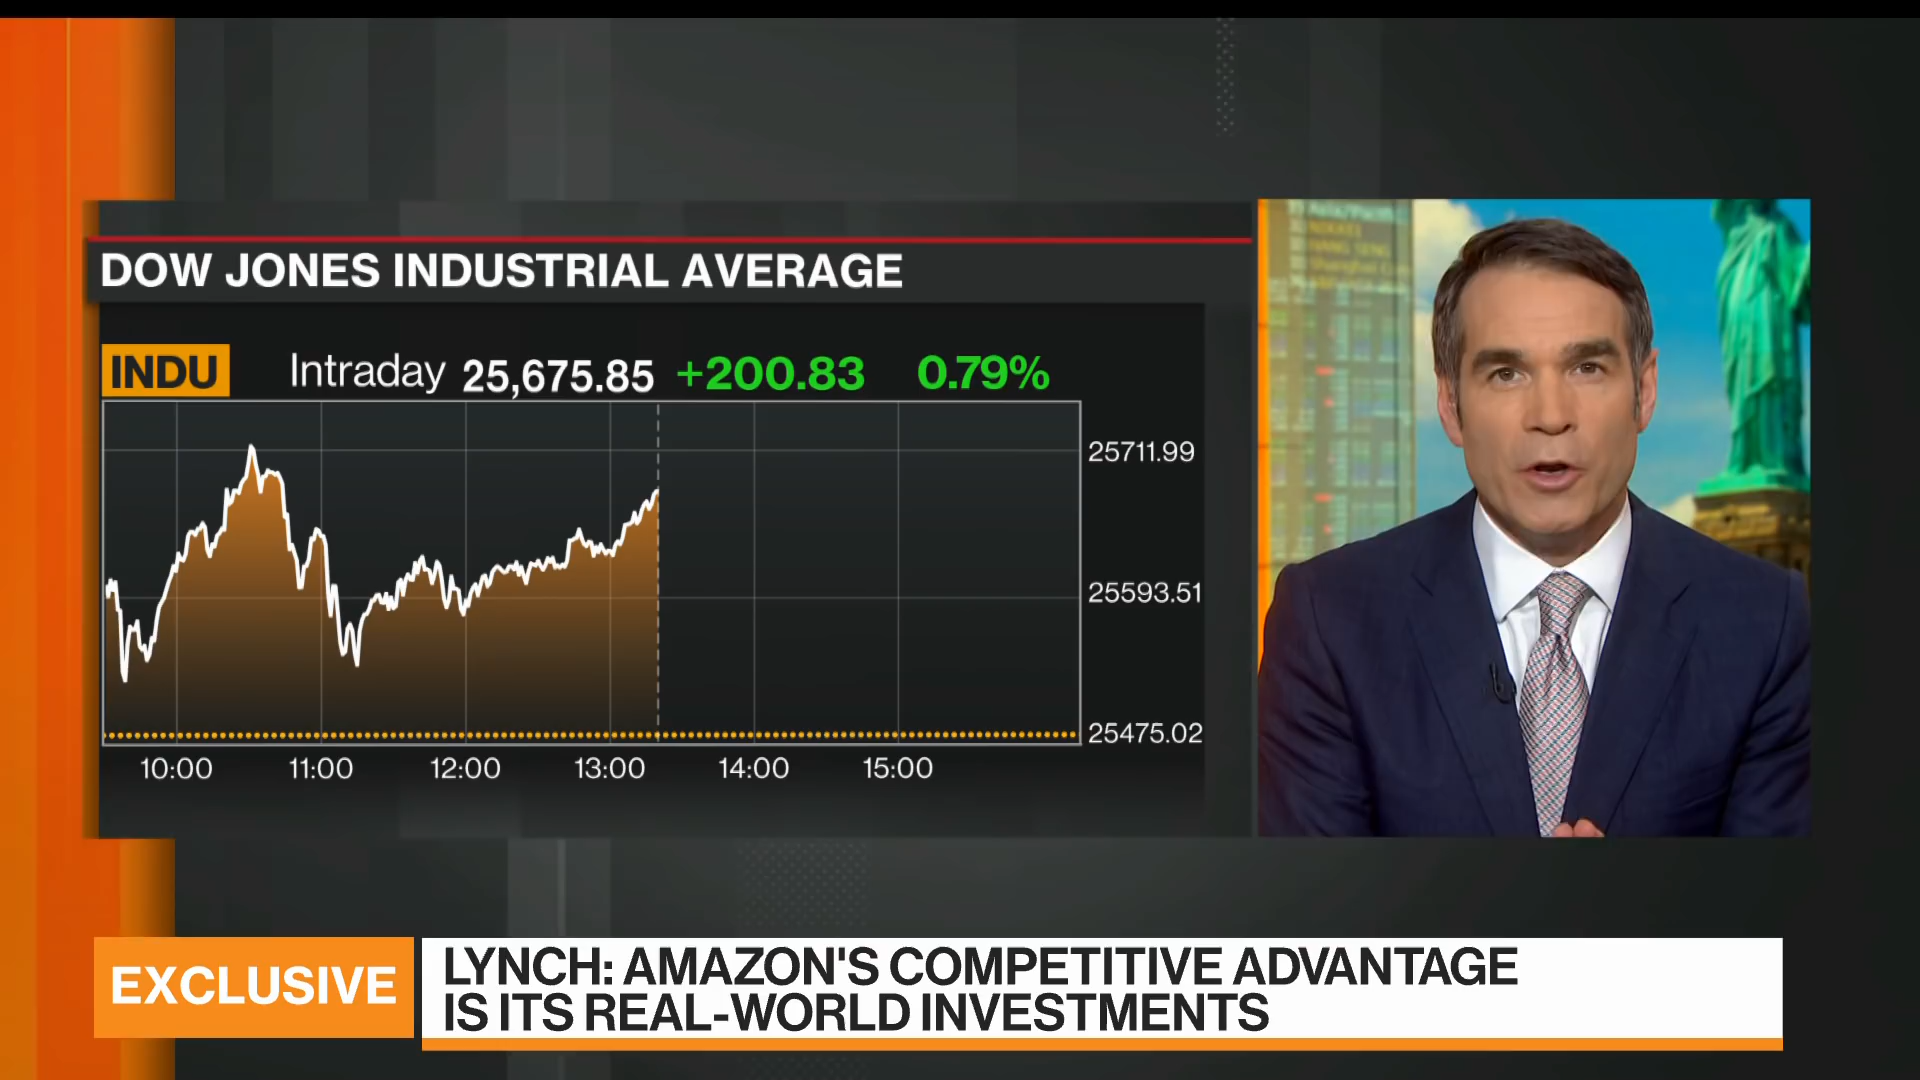 DOW JONES INDUSTRIAL AVERAGE
INDU Intraday 25,675.85 +200.83 0.79%
25711.99
25593.51
25475.02
10:00 11:00 12:00 13:00 14:00 15:00
EXCLUSIVE
LYNCH: AMAZON'S COMPETITIVE ADVANTAGE
IS ITS REAL-WORLD INVESTMENTS